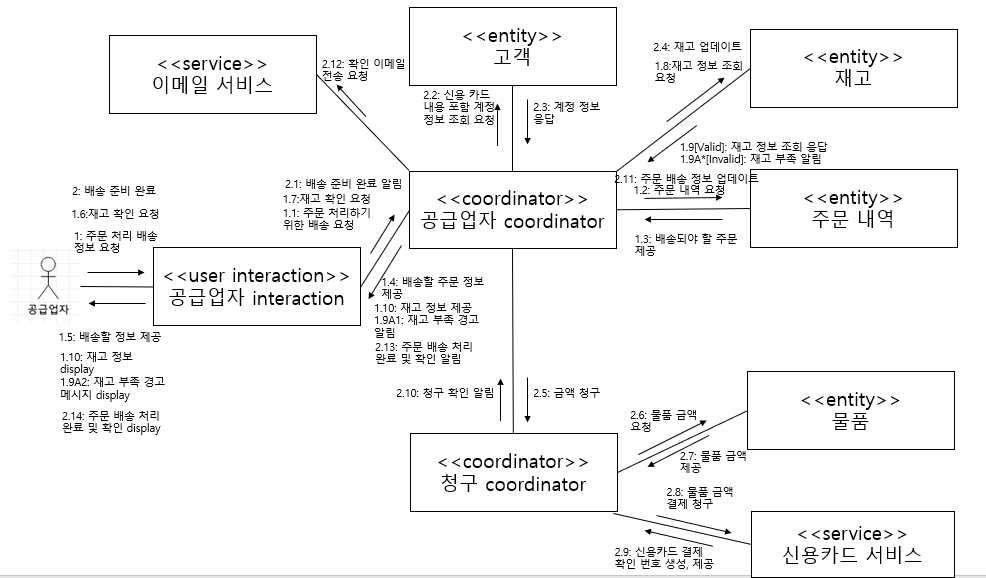 <<service>>
이메일 서비스
2.12: 확인 이메일
전송 요청
<<entity>>
고객
2.4: 재고 업데이트
1.8:재고 정보 조회
요청
<<entity>>
재고
2.2: 신용 카드
내용 포함 계정
정보 조회 요청
2.3: 계정 정보
응답
1.9[Valid]: 재고 정보 조회 응답
1.9A*[Invalid]: 재고 부족 알림
2: 배송 준비 완료
1.6:재고 확인 요청
1: 주문 처리 배송
정보 요청
2.1: 배송 준비 완료 알림
1.7:재고 확인 요청
1.1: 주문 처리하기
위한 배송 요청
<<coordinator>>
공급업자 coordinator
2.11: 주문 배송 정보 업데이트
1.2: 주문 내역 요청
<<entity>>
주문 내역
1.3: 배송되야 할 주문
제공
공급업자
<<user interaction>>
공급업자 interaction
1.4: 배송할 주문 정보
제공
1.10: 재고 정보 제공
1.9A1: 재고 부족 경고
알림
2.13: 주문 배송 처리
완료 및 확인 알림
1.5: 배송할 정보 제공
1.10: 재고 정보
display
1.9A2: 재고 부족 경고
메시지 display
2.14: 주문 배송 처리
완료 및 확인 display
2.10: 청구 확인 알림
2.5: 금액 청구
2.6: 물품 금액
요청
<<entity>>
물품
2.7: 물품 금액
제공
<<coordinator>>
청구 coordinator
2.8: 물품 금액
결제 청구
2.9: 신용카드 결제
확인 번호 생성, 제공
<<service>>
신용카드 서비스